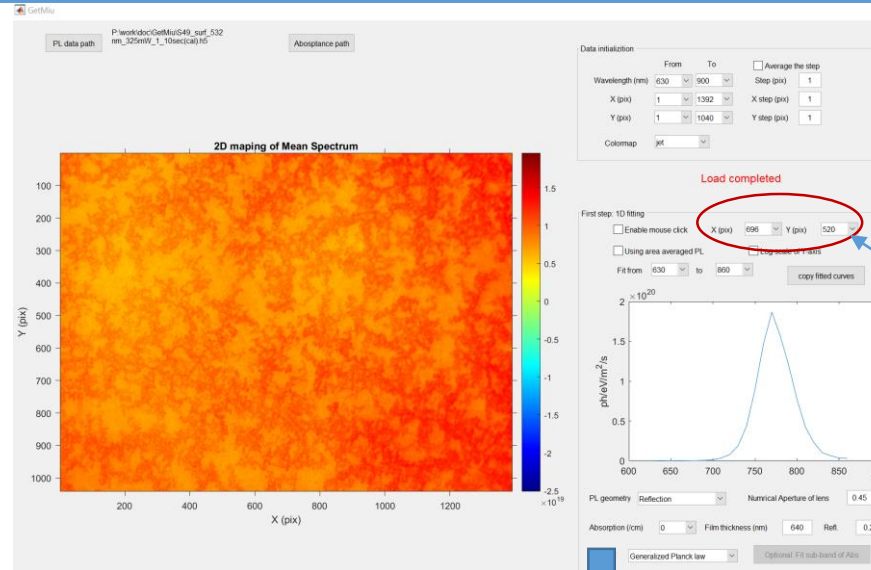 GetMiu
PL data path
P:\work\doc\GetMiu\S49_surf_532
nm_325mW_1_10sec(cal).h5
Abosptance path
2D maping of Mean Spectrum
100
200
300
400
500
600
700
800
900
1000
Y (pix)
200
400
600
800
1000
1200
X (pix)
1.5
1
0.5
0
-0.5
-1
-1.5
-2
-2.5
×10^19
Data initializition
From To
Average the step
Wavelength (nm) 630 900 Step (pix) 1
X (pix) 1 1392 X step (pix) 1
Y (pix) 1 1040 Y step (pix) 1
Colormap jet
Load completed
First step: 1D fitting
Enable mouse click X (pix) 696 Y (pix) 520
Using area averaged PL Log scale of Y-axis
Fit from 630 to 860 copy fitted curves
×10^20
2
1.5
1
0.5
0
ph/eV/m²/s
600 650 700 750 800 850
PL geometry Reflection Numrical Aperture of lens 0.45
Absorption (/cm) 0 Film thickness (nm) 640 Refl.
Generalized Planck law Optional: Fit sub-band of Abs